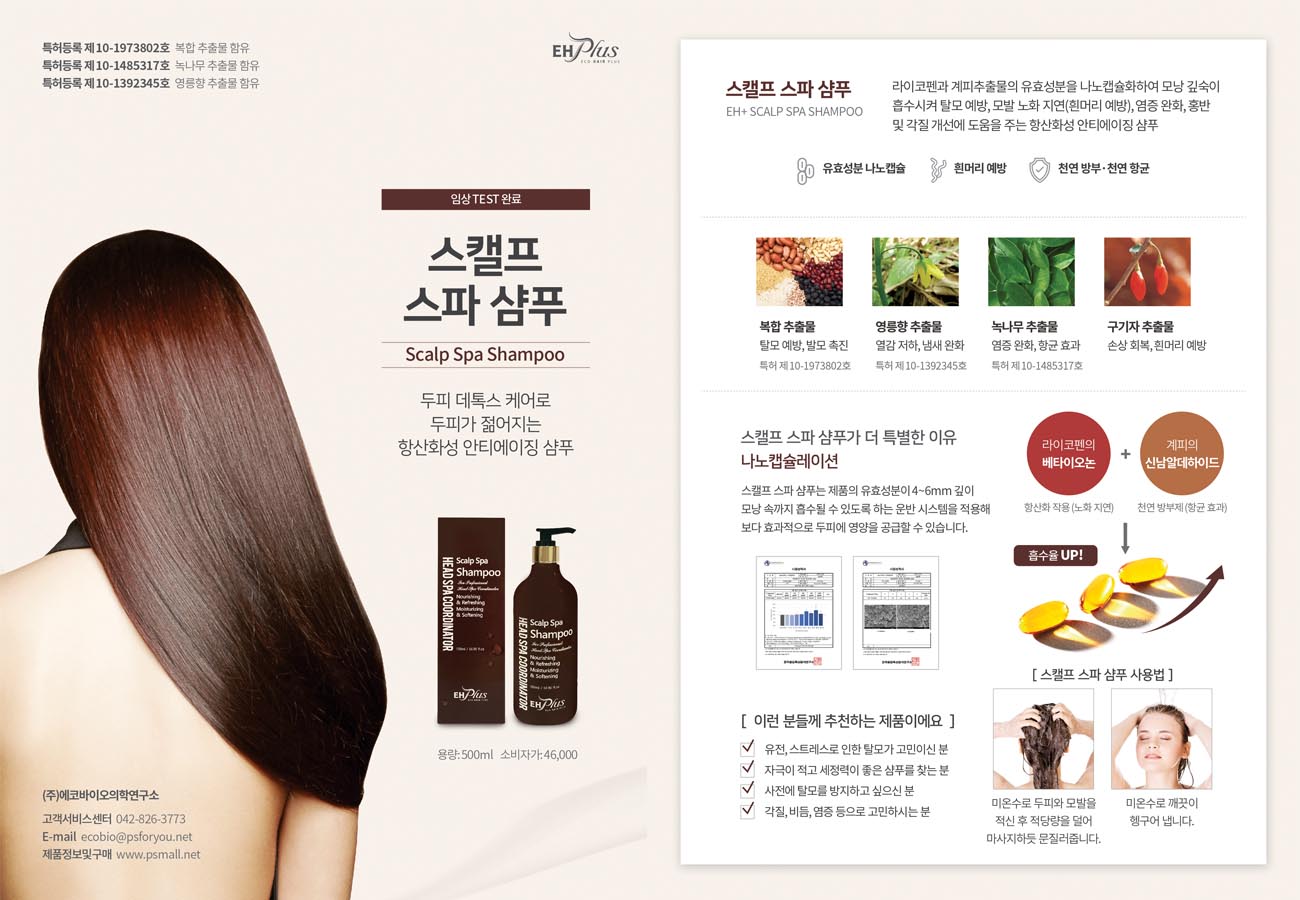 특허등록 제10-1973802호 복합 추출물 함유
특허등록 제10-1485317호 녹나무 추출물 함유
특허등록 제10-1392345호 영릉향 추출물 함유
EH Plus
ECO HAIR PLUS
임상 TEST 완료
스캘프
스파 샴푸
Scalp Spa Shampoo
두피 데톡스 케어로
두피가 젊어지는
항산화성 안티에이징 샴푸
HEAD SPA COORDINATOR
Scalp Spa
Shampoo
For Professional
Head Spa Coordinator
Nourishing
& Refreshing
Moisturizing
& Softening
EH Plus
HEAD SPA COORDINATOR
Scalp Spa
Shampoo
For Professional
Head Spa Coordinator
Nourishing
& Refreshing
Moisturizing
& Softening
EH Plus
용량: 500ml 소비자가: 46,000
(주)에코바이오의학연구소
고객서비스센터 042-826-3773
E-mail ecobio@psforyou.net
제품정보및구매 www.psmall.net
스캘프 스파 샴푸
EH+ SCALP SPA SHAMPOO
라이코펜과 계피추출물의 유효성분을 나노캡슐화하여 모낭 깊숙이
흡수시켜 탈모 예방, 모발 노화 지연(흰머리 예방), 염증 완화, 홍반
및 각질 개선에 도움을 주는 항산화성 안티에이징 샴푸
유효성분 나노캡슐
흰머리 예방
천연 방부·천연 항균
복합 추출물
탈모 예방, 발모 촉진
특허 제10-1973802호
영릉향 추출물
열감 저하, 냄새 완화
특허 제10-1392345호
녹나무 추출물
염증 완화, 항균 효과
특허 제10-1485317호
구기자 추출물
손상 회복, 흰머리 예방
스캘프 스파 샴푸가 더 특별한 이유
나노캡슐레이션
스캘프 스파 샴푸는 제품의 유효성분이 4~6mm 깊이
모낭 속까지 흡수될 수 있도록 하는 운반 시스템을 적용해
보다 효과적으로 두피에 영양을 공급할 수 있습니다.
라이코펜의
베타이오논
+
계피의
신남알데하이드
항산화 작용 (노화 지연)
천연 방부제 (항균 효과)
흡수율 UP!
[ 이런 분들께 추천하는 제품이에요 ]
유전, 스트레스로 인한 탈모가 고민이신 분
자극이 적고 세정력이 좋은 샴푸를 찾는 분
사전에 탈모를 방지하고 싶으신 분
각질, 비듬, 염증 등으로 고민하시는 분
[ 스캘프 스파 샴푸 사용법 ]
미온수로 두피와 모발을
적신 후 적당량을 덜어
마사지하듯 문질러줍니다.
미온수로 깨끗이
헹구어 냅니다.